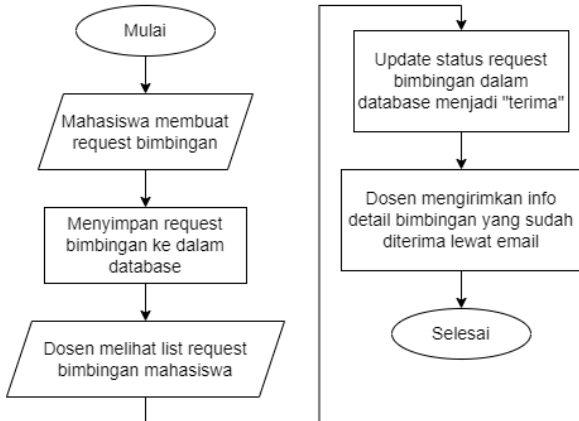 Mulai
Mahasiswa membuat
request bimbingan
Menyimpan request
bimbingan ke dalam
database
Dosen melihat list request
bimbingan mahasiswa
Update status request
bimbingan dalam
database menjadi "terima"
Dosen mengirimkan info
detail bimbingan yang sudah
diterima lewat email
Selesai